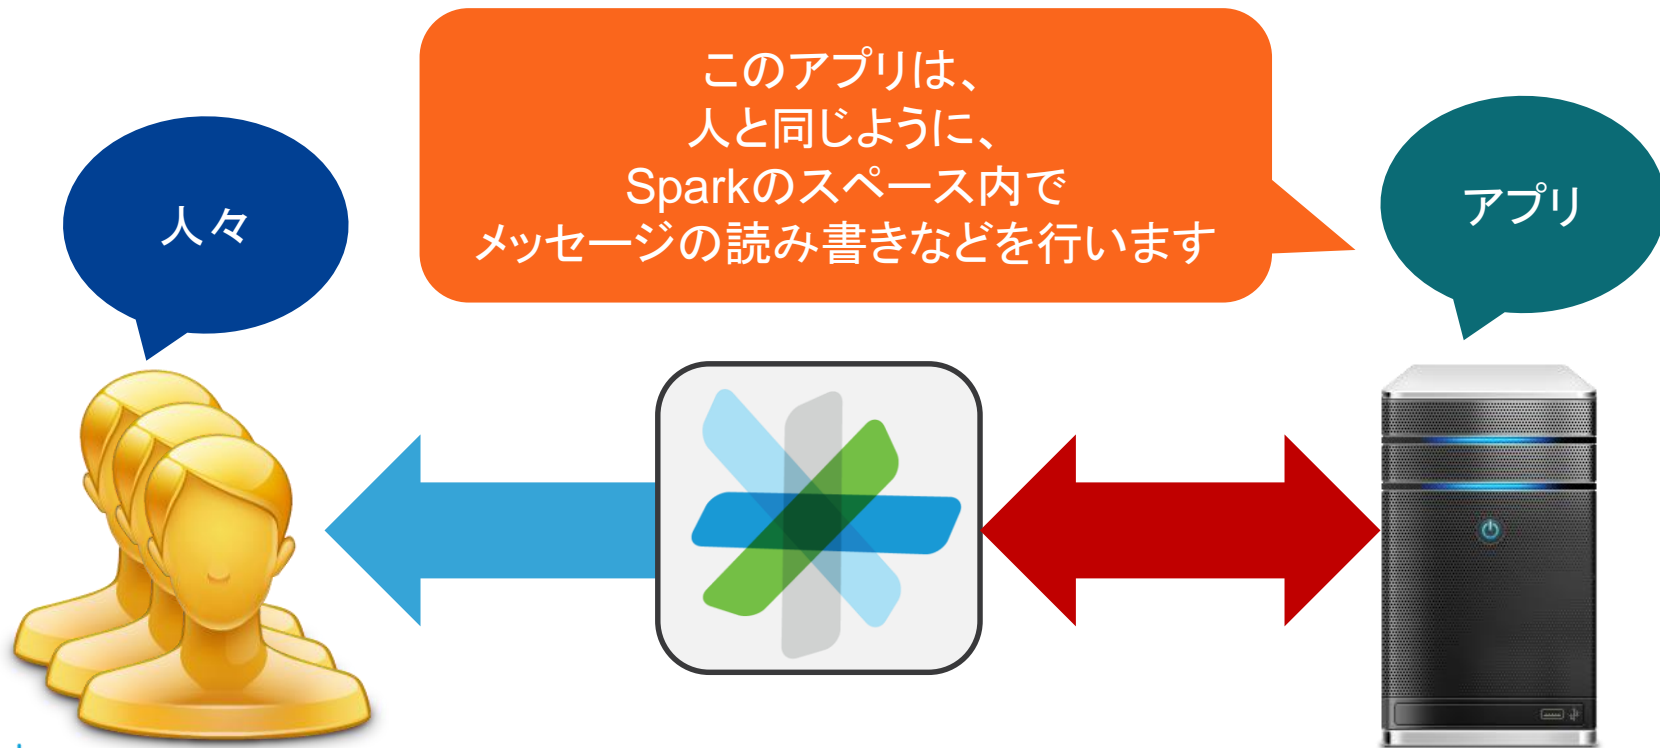 このアプリは、
人と同じように、
Sparkのスペース内で
メッセージの読み書きなどを行います
人々
アプリ